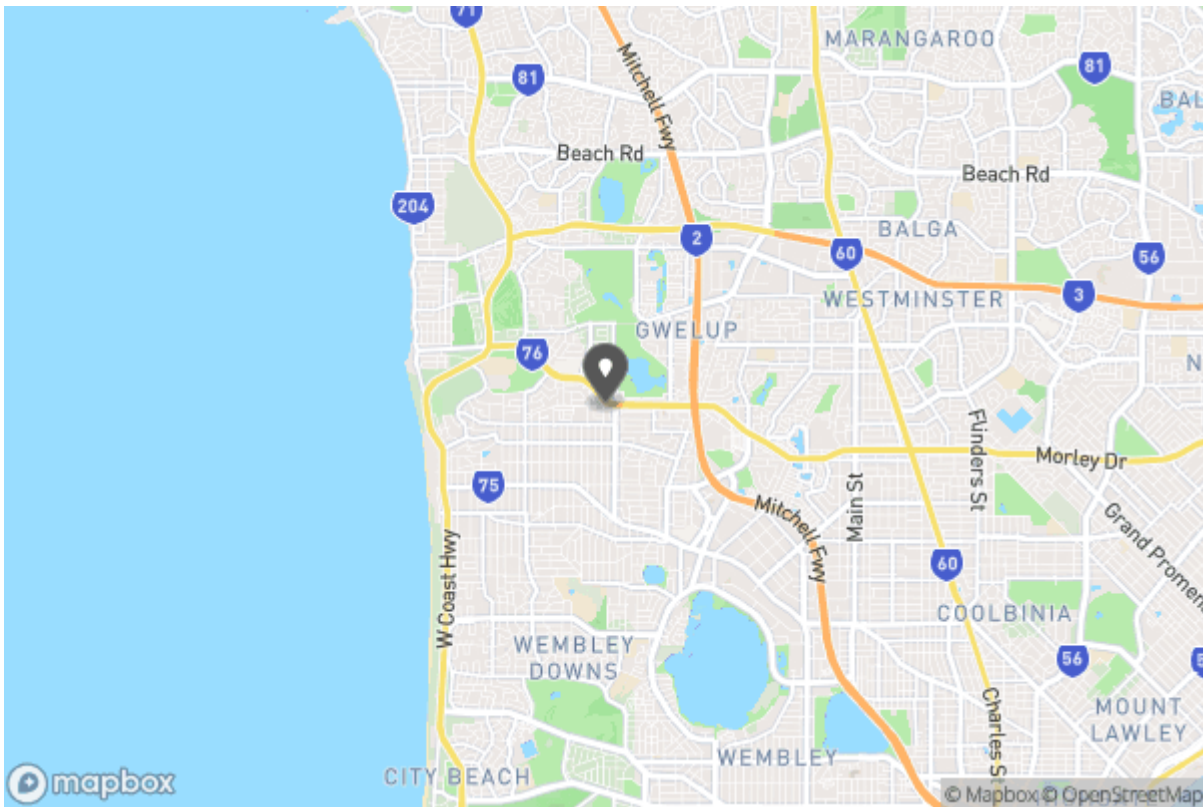 71
MARANGAROO
81
81
Mitchell Fwy
BAL
Beach Rd
Beach Rd
204
BALGA
2
60
56
WESTMINSTER
3
GWELUP
76
N
Flinders St
Morley Dr
75
Main St
Mitchell Fwy
Grand Promen
W Coast Hwy
60
COOLBINIA
WEMBLEY
DOWNS
56
5
Charles St
MOUNT
LAWLEY
WEMBLEY
CITY BEACH
mapbox
© Mapbox © OpenStreetMap